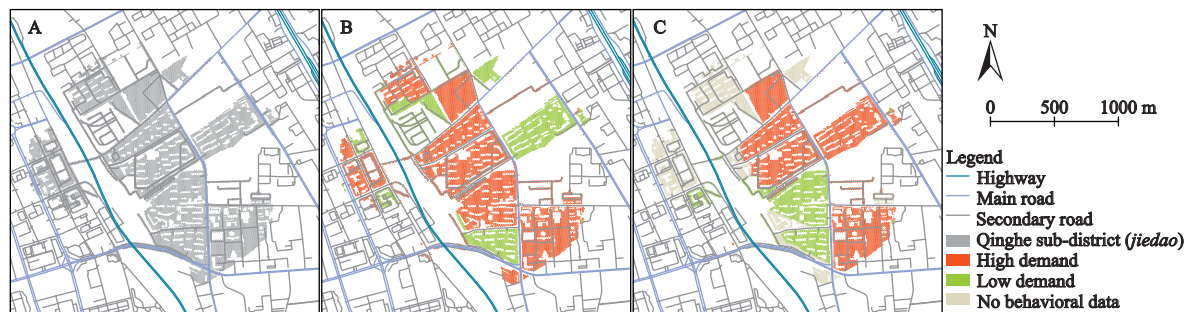 A
B
C
N
0 500 1000 m
Legend
Highway
Main road
Secondary road
Qinghe sub-district (jiedao)
High demand
Low demand
No behavioral data